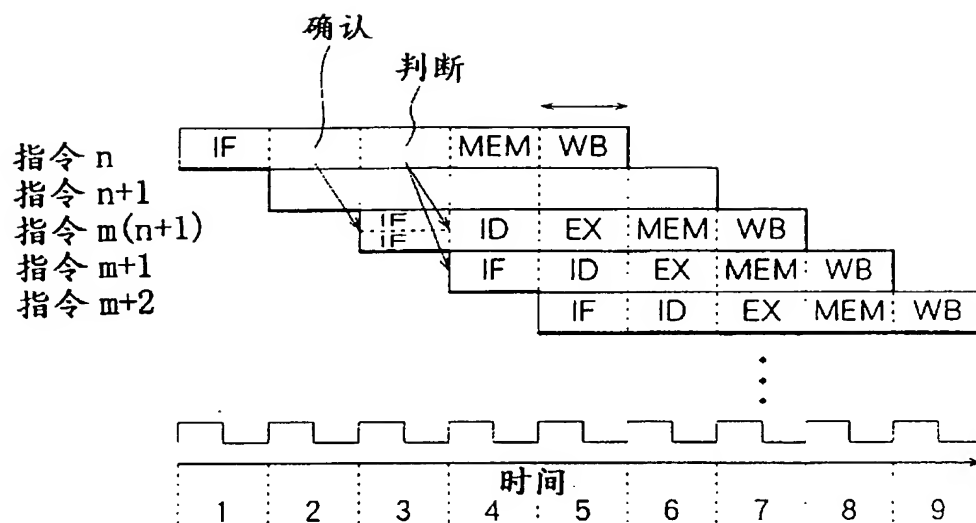 确认
判断
指令 n IF MEM WB
指令 n+1
指令 m(n+1) IF IF ID EX MEM WB
指令 m+1 IF ID EX MEM WB
指令 m+2 IF ID EX MEM WB
时间
1 2 3 4 5 6 7 8 9